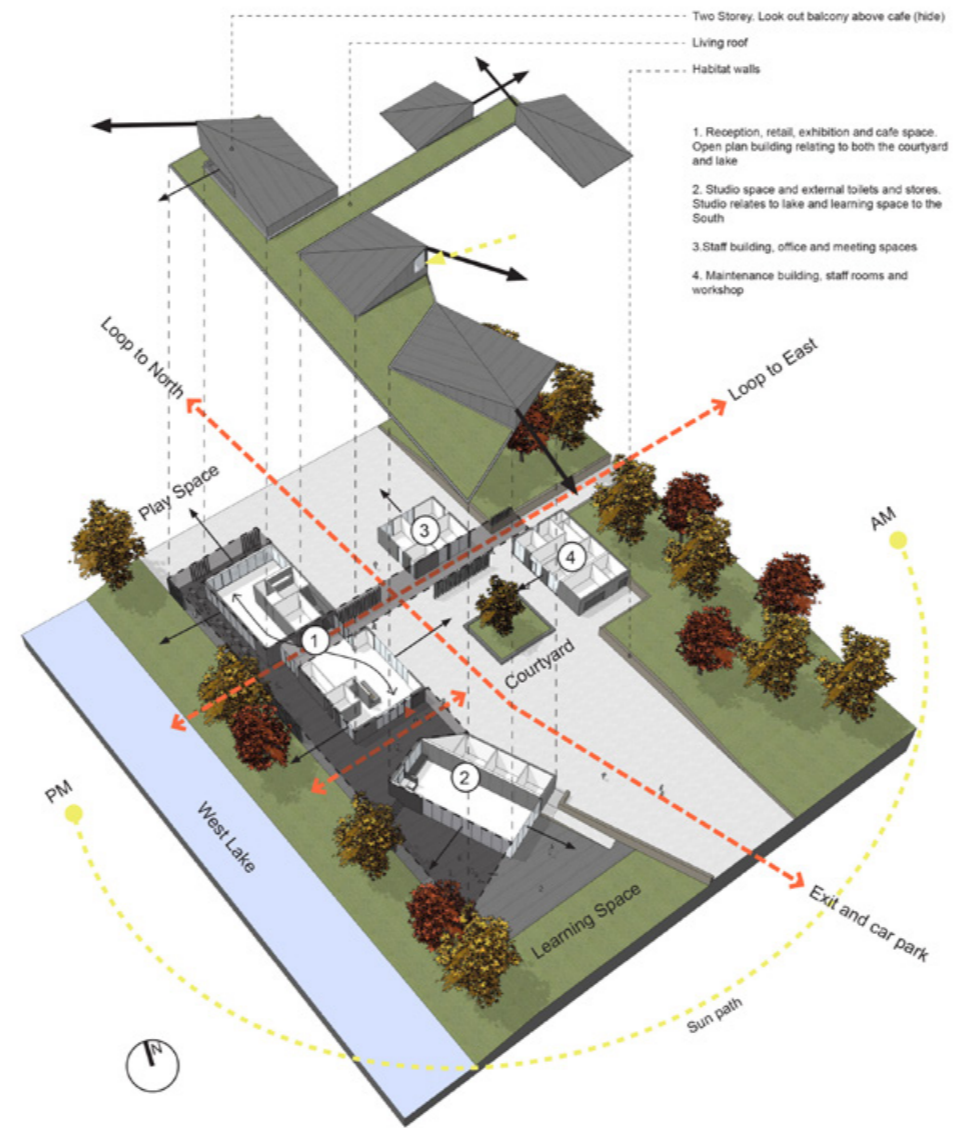 Two Storey. Look out balcony above cafe (hide)
Living roof
Habitat walls
1. Reception, retail, exhibition and cafe space.
Open plan building relating to both the courtyard
and lake
2. Studio space and external toilets and stores.
Studio relates to lake and learning space to the
South
3.Staff building, office and meeting spaces
4. Maintenance building, staff rooms and
workshop
Loop to North
Loop to East
Play Space
AM
3
4
1
Courtyard
2
PM
West Lake
Learning Space
Exit and car park
Sun path
N